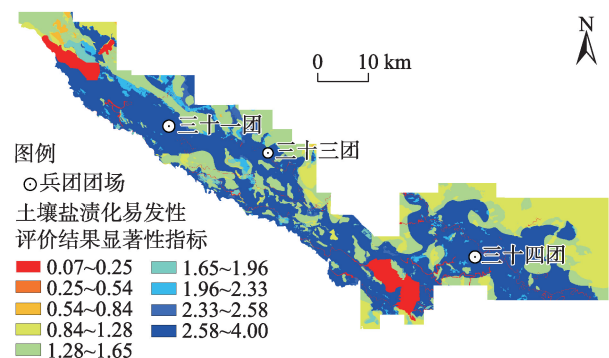 N
0 10 km
三十一团
三十三团
图例
兵团团场
土壤盐渍化易发性
评价结果显著性指标
三十四团
0.07~0.25
1.65~1.96
0.25~0.54
1.96~2.33
0.54~0.84
2.33~2.58
0.84~1.28
2.58~4.00
1.28~1.65